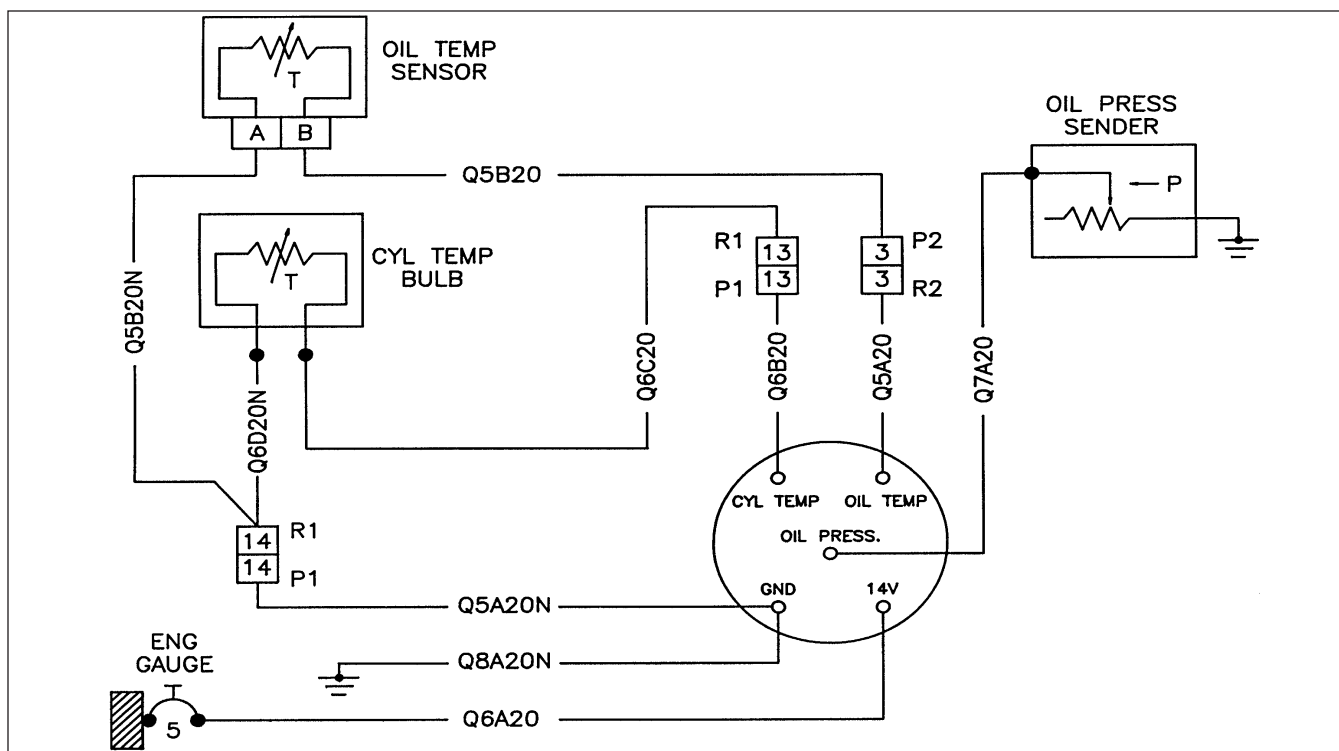 OIL TEMP
SENSOR
T
A B
OIL PRESS
SENDER
P
Q5B20
CYL TEMP
BULB
T
R1 13
P1 13
3 P2
3 R2
Q5B20N
Q6D20N
Q6C20
Q6B20
Q5A20
Q7A20
CYL TEMP OIL TEMP
OIL PRESS.
GND 14V
14 R1
14 P1
Q5A20N
Q8A20N
ENG
GAUGE
5
Q6A20